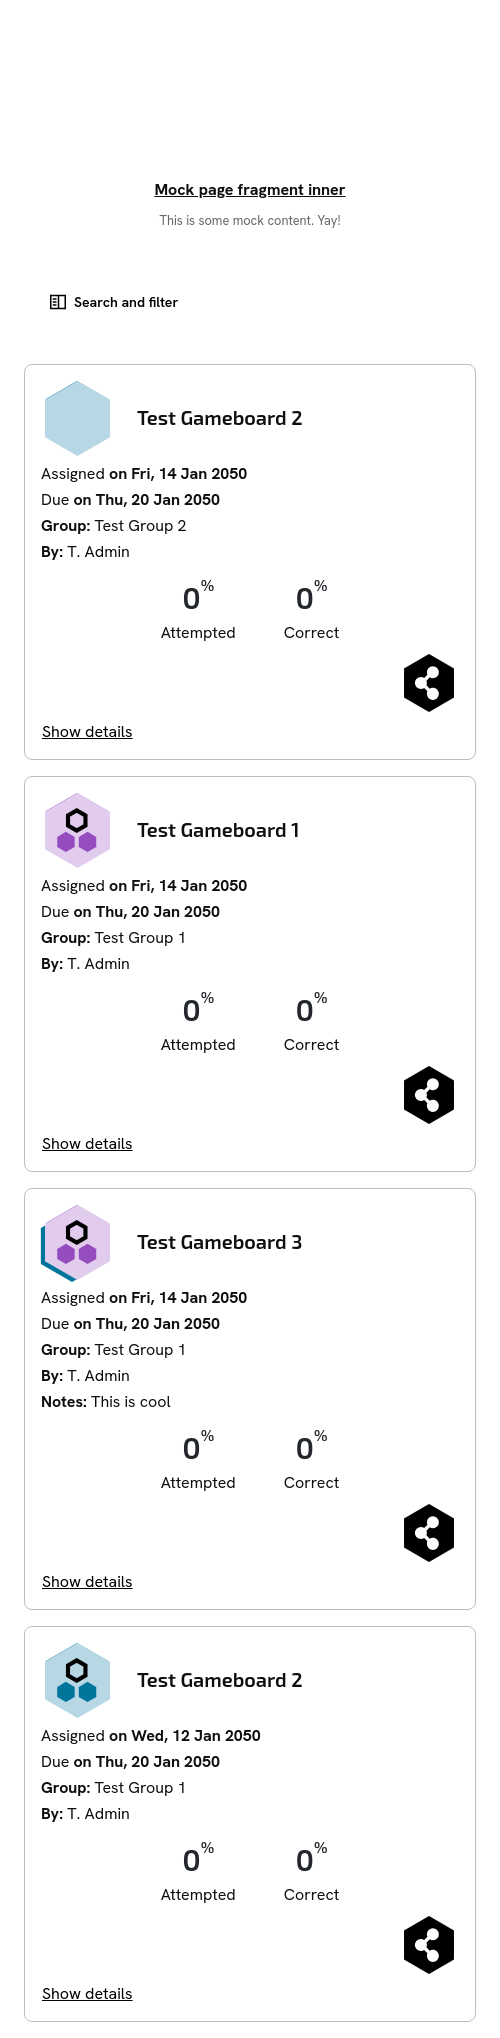 Mock page fragment inner
This is some mock content. Yay!
Search and filter
Test Gameboard 2
Assigned on Fri, 14 Jan 2050
Due on Thu, 20 Jan 2050
Group: Test Group 2
By: T. Admin
0% 0%
Attempted Correct
Show details
Test Gameboard 1
Assigned on Fri, 14 Jan 2050
Due on Thu, 20 Jan 2050
Group: Test Group 1
By: T. Admin
0% 0%
Attempted Correct
Show details
Test Gameboard 3
Assigned on Fri, 14 Jan 2050
Due on Thu, 20 Jan 2050
Group: Test Group 1
By: T. Admin
Notes: This is cool
0% 0%
Attempted Correct
Show details
Test Gameboard 2
Assigned on Wed, 12 Jan 2050
Due on Thu, 20 Jan 2050
Group: Test Group 1
By: T. Admin
0% 0%
Attempted Correct
Show details